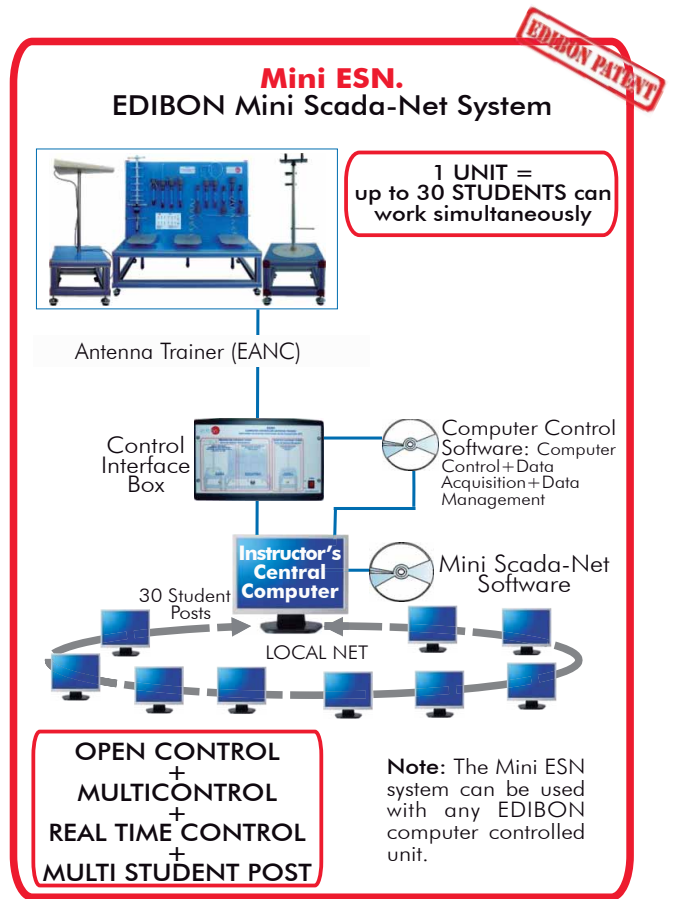 EDIBON PATENT
Mini ESN.
EDIBON Mini Scada-Net System
1 UNIT =
up to 30 STUDENTS can
work simultaneously
Antenna Trainer (EANC)
Control
Interface
Box
Computer Control
Software: Computer
Control+Data
Acquisition+Data
Management
Instructor's
Central
Computer
Mini Scada-Net
Software
30 Student
Posts
LOCAL NET
OPEN CONTROL
+
MULTICONTROL
+
REAL TIME CONTROL
+
MULTI STUDENT POST
Note: The Mini ESN
system can be used
with any EDIBON
computer controlled
unit.